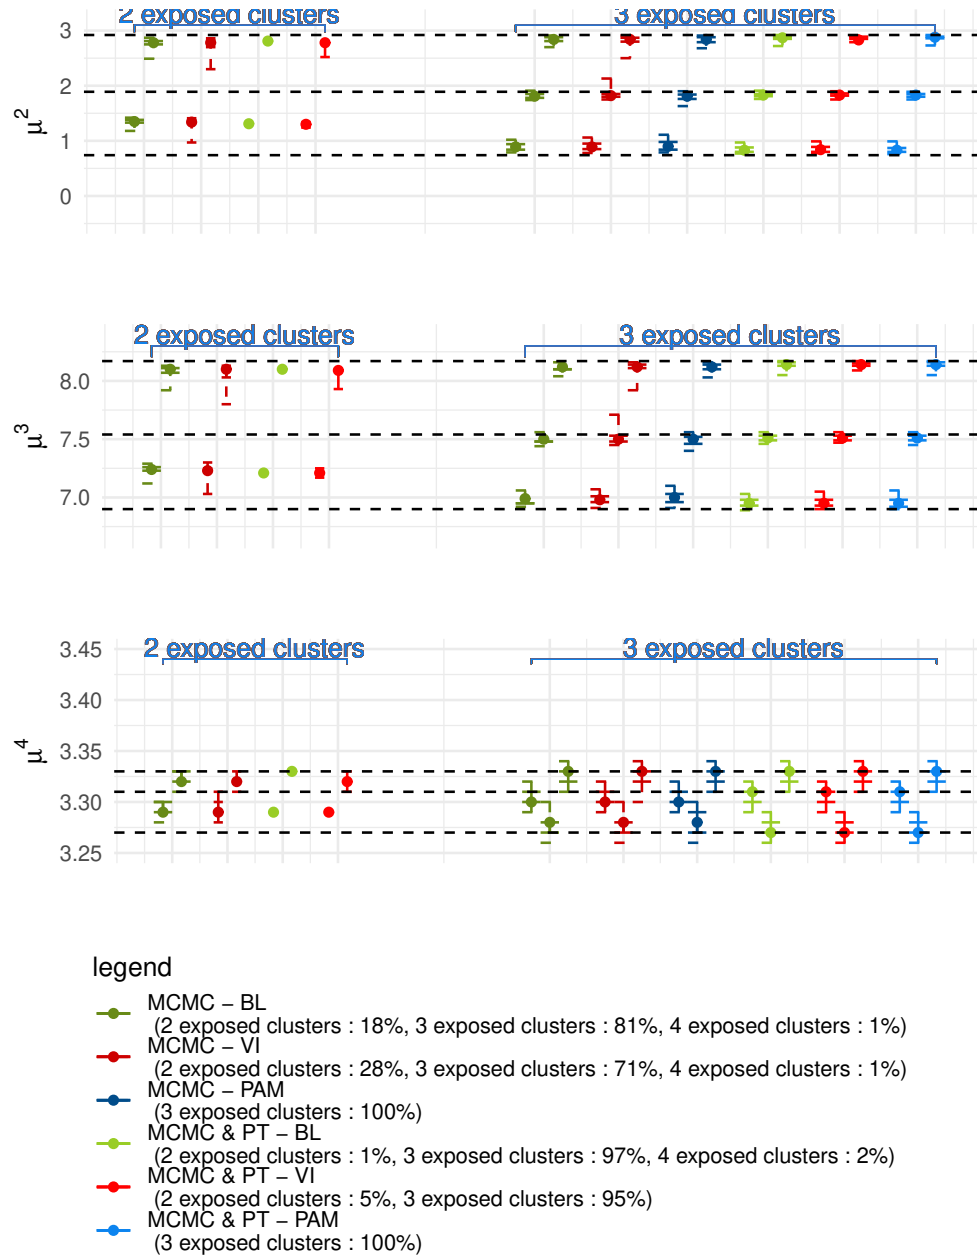 2 exposed clusters 3 exposed clusters
3
2
1
0
μ2
2 exposed clusters 3 exposed clusters
8.0
7.5
7.0
μ3
2 exposed clusters 3 exposed clusters
3.45
3.40
3.35
3.30
3.25
μ4
legend
MCMC − BL
(2 exposed clusters : 18%, 3 exposed clusters : 81%, 4 exposed clusters : 1%)
MCMC − VI
(2 exposed clusters : 28%, 3 exposed clusters : 71%, 4 exposed clusters : 1%)
MCMC − PAM
(3 exposed clusters : 100%)
MCMC & PT − BL
(2 exposed clusters : 1%, 3 exposed clusters : 97%, 4 exposed clusters : 2%)
MCMC & PT − VI
(2 exposed clusters : 5%, 3 exposed clusters : 95%)
MCMC & PT − PAM
(3 exposed clusters : 100%)